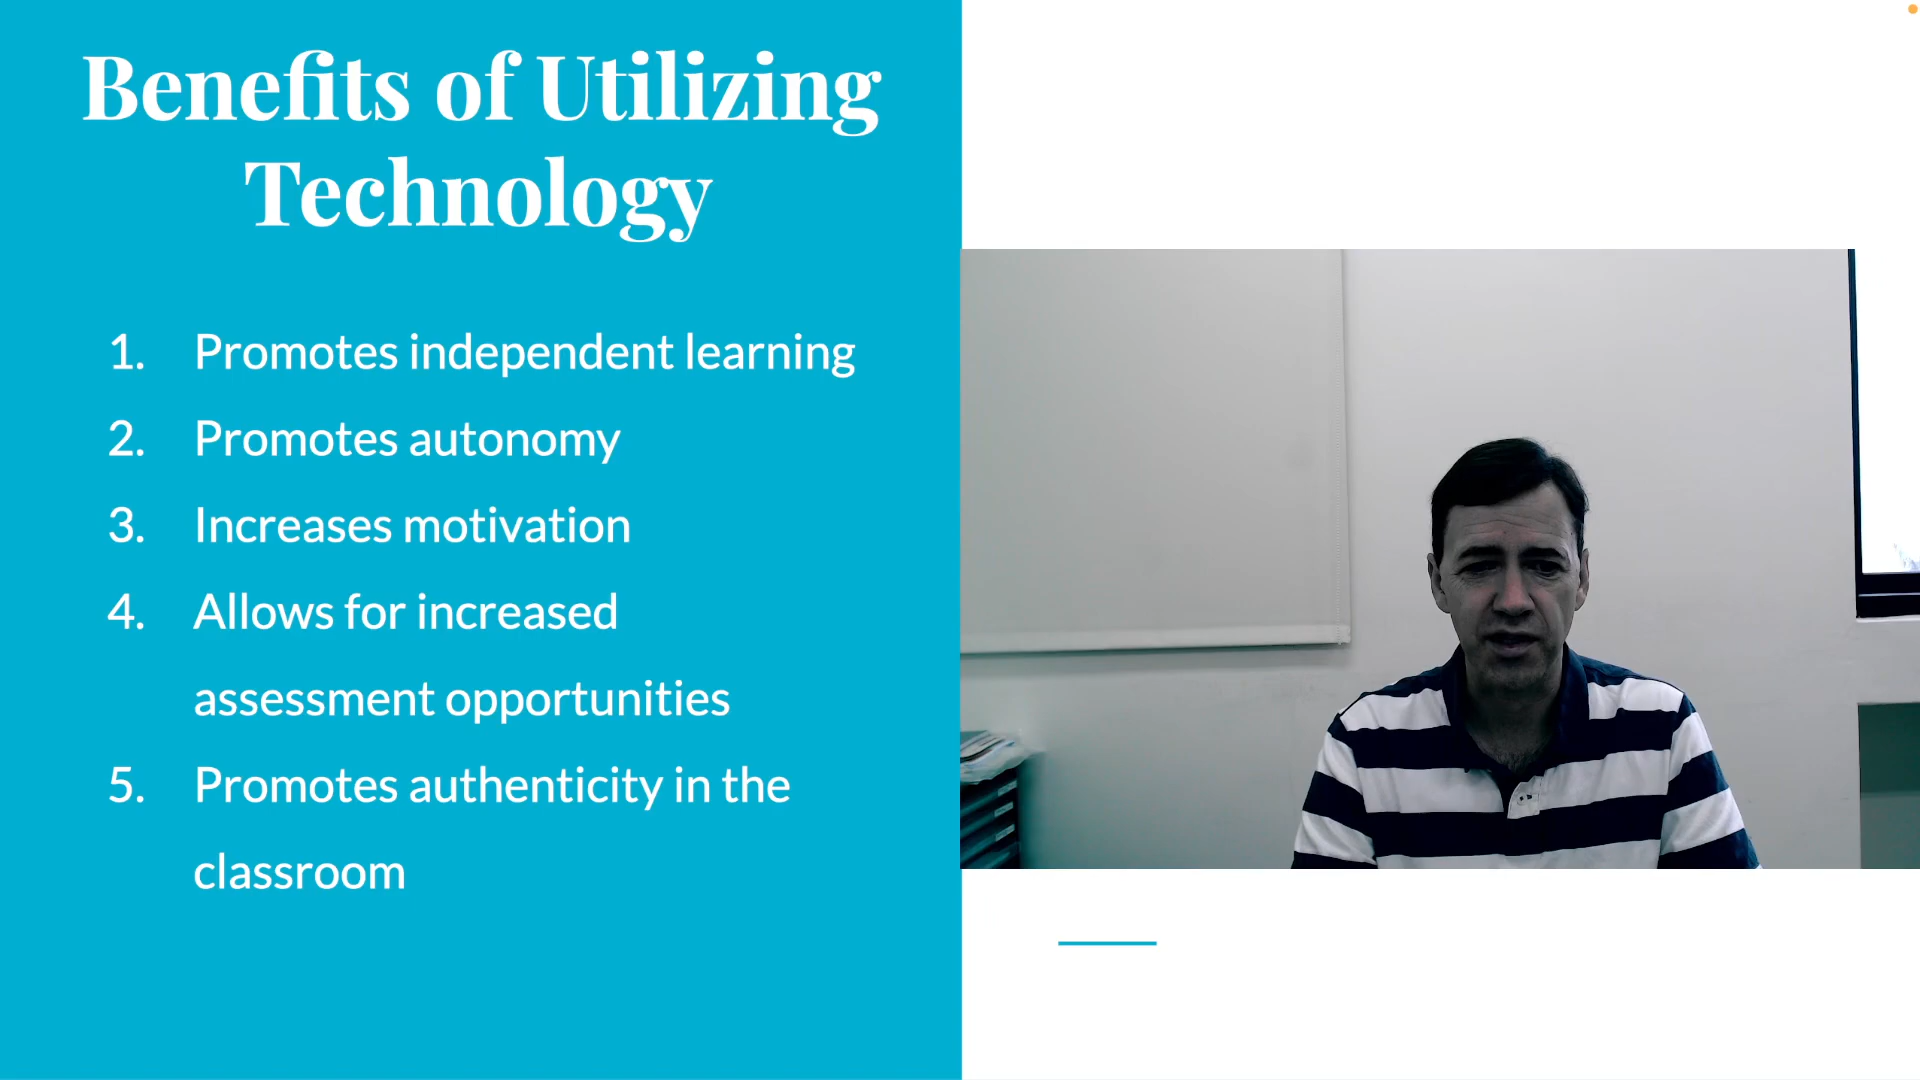 Benefits of Utilizing
Technology
1. Promotes independent learning
2. Promotes autonomy
3. Increases motivation
4. Allows for increased
assessment opportunities
5. Promotes authenticity in the
classroom